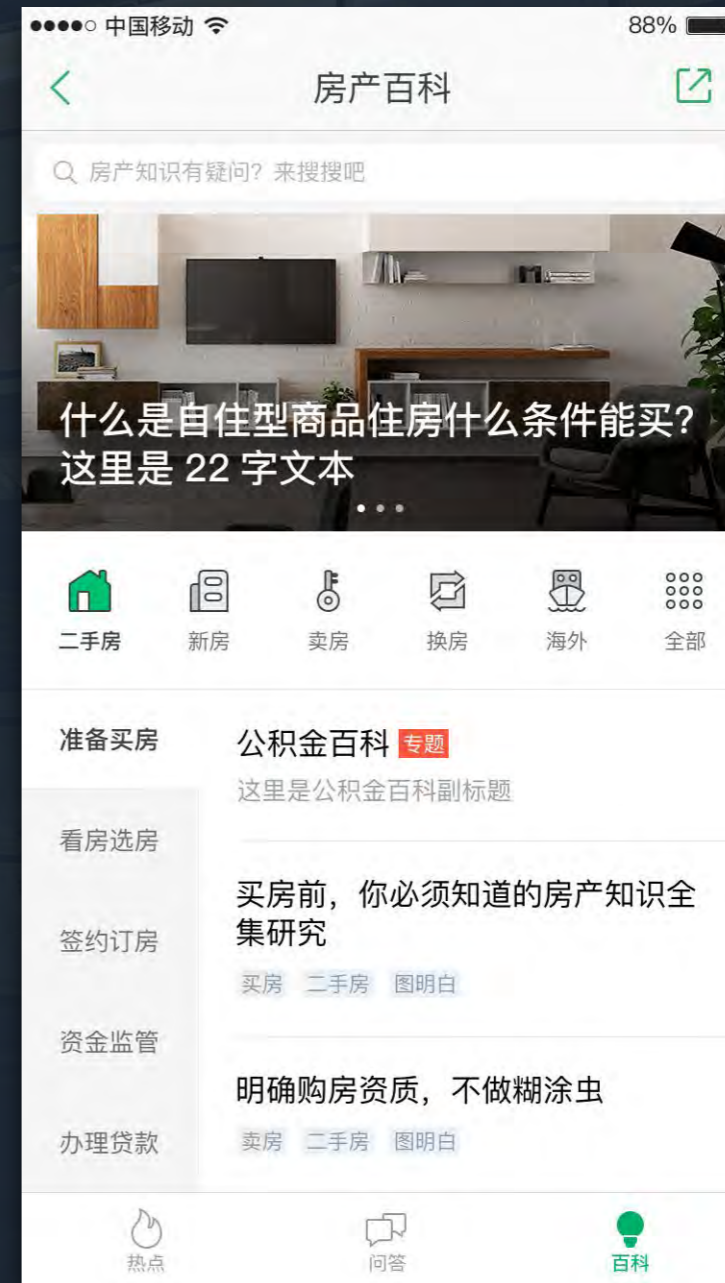 中国移动 88%
房产百科
房产知识有疑问？来搜搜吧
什么是自住型商品住房什么条件能买？
这里是 22 字文本
二手房 新房 卖房 换房 海外 全部
准备买房
公积金百科 专题
这里是公积金百科副标题
看房选房
买房前，你必须知道的房产知识全
集研究
签约订房
买房 二手房 图明白
资金监管
明确购房资质，不做糊涂虫
办理贷款
卖房 二手房 图明白
热点 问答 百科